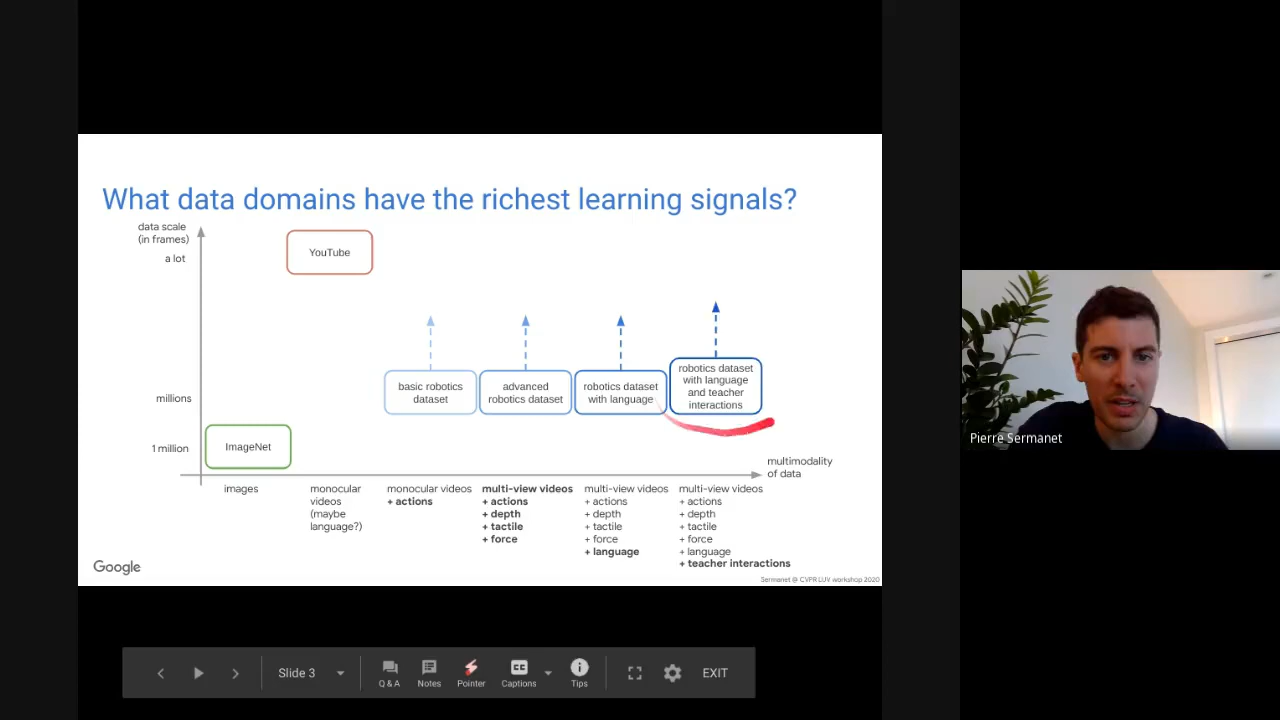 What data domains have the richest learning signals?
data scale
(in frames)
a lot
YouTube
basic robotics
dataset
advanced
robotics dataset
robotics dataset
with language
robotics dataset
with language
and teacher
interactions
millions
1 million
ImageNet
multimodality
of data
images
monocular
videos
(maybe
language?)
monocular videos
+ actions
multi-view videos
+ actions
+ depth
+ tactile
+ force
multi-view videos
+ actions
+ depth
+ tactile
+ force
+ language
multi-view videos
+ actions
+ depth
+ tactile
+ force
+ language
+ teacher interactions
Google
Sermanet @ CVPR LUV workshop 2020
Pierre Sermanet
Slide 3
Q & A
Notes
Pointer
CC
Captions
Tips
EXIT